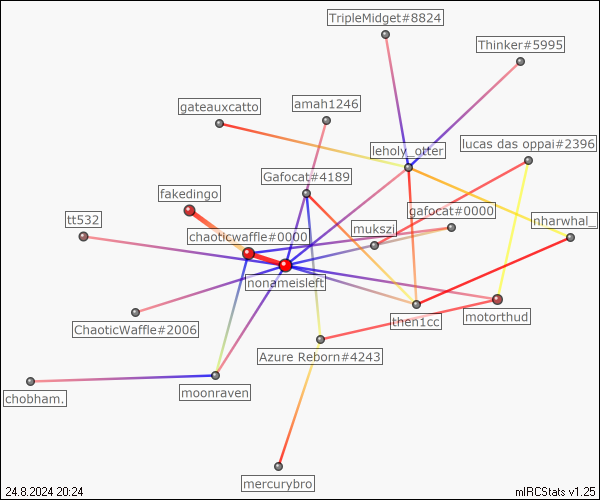 TripleMidget#8824
Thinker#5995
gateauxcatto
amah1246
leholy_otter
lucas das oppai#2396
Gafocat#4189
fakedingo
gafocat#0000
tt532
mukszi
nharwhal_
chaoticwaffle#0000
nonameisleft
ChaoticWaffle#2006
then1cc
motorthud
Azure Reborn#4243
chobham.
moonraven
mercurybro
24.8.2024 20:24
mIRCStats v1.25